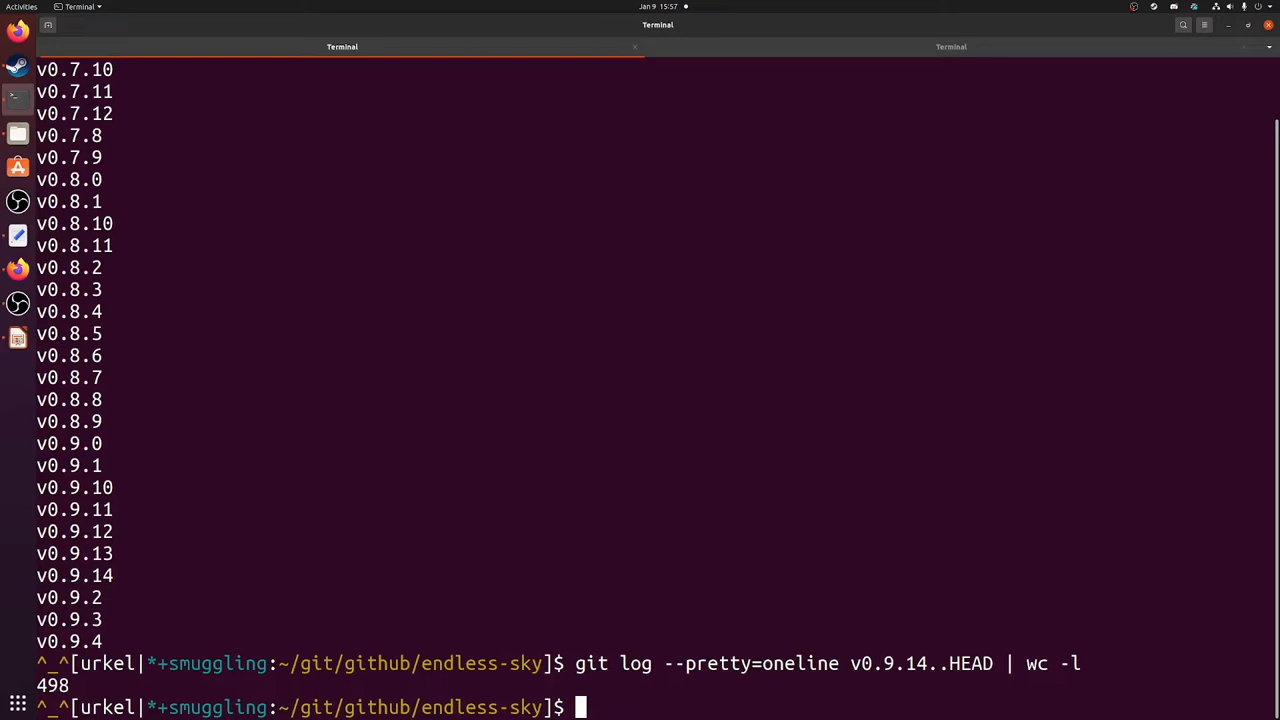 Activities
Terminal
Jan 9 15:57
Terminal
Terminal
Terminal
v0.7.10
v0.7.11
v0.7.12
v0.7.8
v0.7.9
v0.8.0
v0.8.1
v0.8.10
v0.8.11
v0.8.2
v0.8.3
v0.8.4
v0.8.5
v0.8.6
v0.8.7
v0.8.8
v0.8.9
v0.9.0
v0.9.1
v0.9.10
v0.9.11
v0.9.12
v0.9.13
v0.9.14
v0.9.2
v0.9.3
v0.9.4
^_^[urkel|*+smuggling:~/git/github/endless-sky]$ git log --pretty=oneline v0.9.14..HEAD | wc -l
498
^_^[urkel|*+smuggling:~/git/github/endless-sky]$